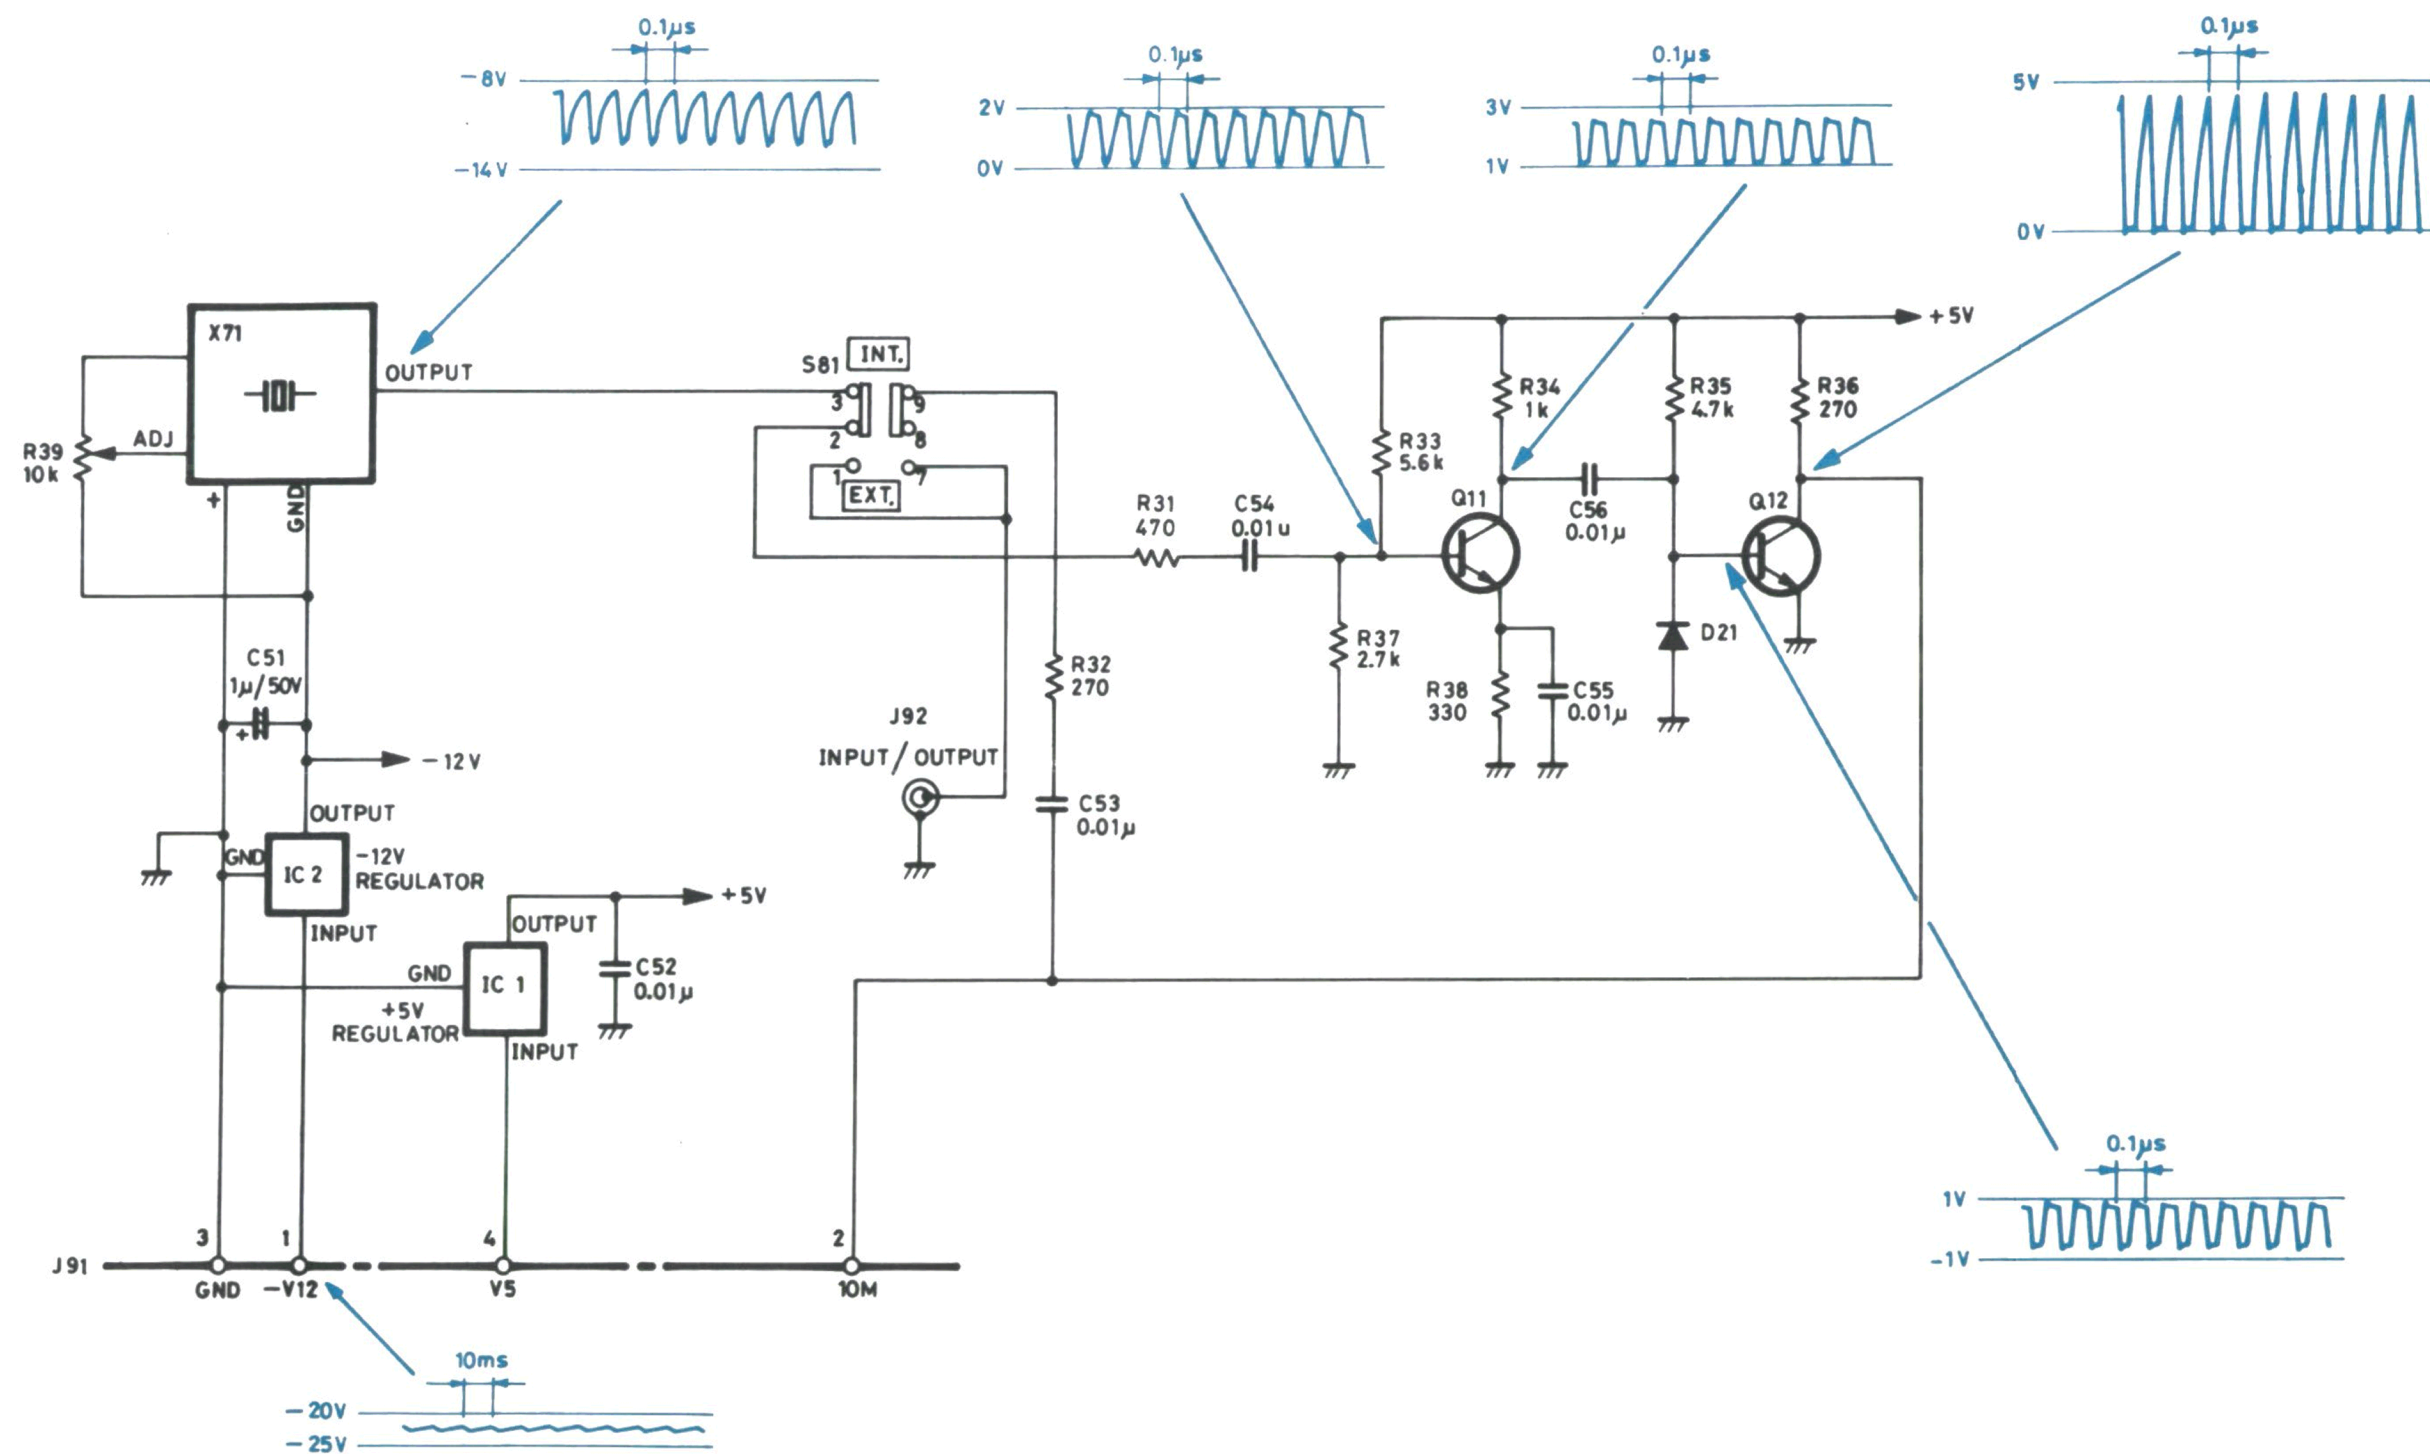 0.1µs
0.1µs
0.1µs
0.1µs
−8V
−14V
2V
0V
3V
1V
5V
0V
X71
OUTPUT
ADJ
R39
10k
+
GND
S81
INT.
3
9
2
8
1
7
EXT.
+5V
R34
1k
R35
4.7k
R36
270
R33
5.6k
R31
470
C54
0.01u
Q11
C56
0.01µ
Q12
R37
2.7k
D21
R32
270
R38
330
C55
0.01µ
C51
1µ/50V
+
−12V
J92
INPUT/OUTPUT
C53
0.01µ
OUTPUT
GND
IC 2
−12V
REGULATOR
INPUT
+5V
OUTPUT
GND
IC 1
C52
0.01µ
+5V
REGULATOR
INPUT
0.1µs
1V
−1V
3
1
4
2
J91
GND
−V12
V5
10M
10ms
−20V
−25V